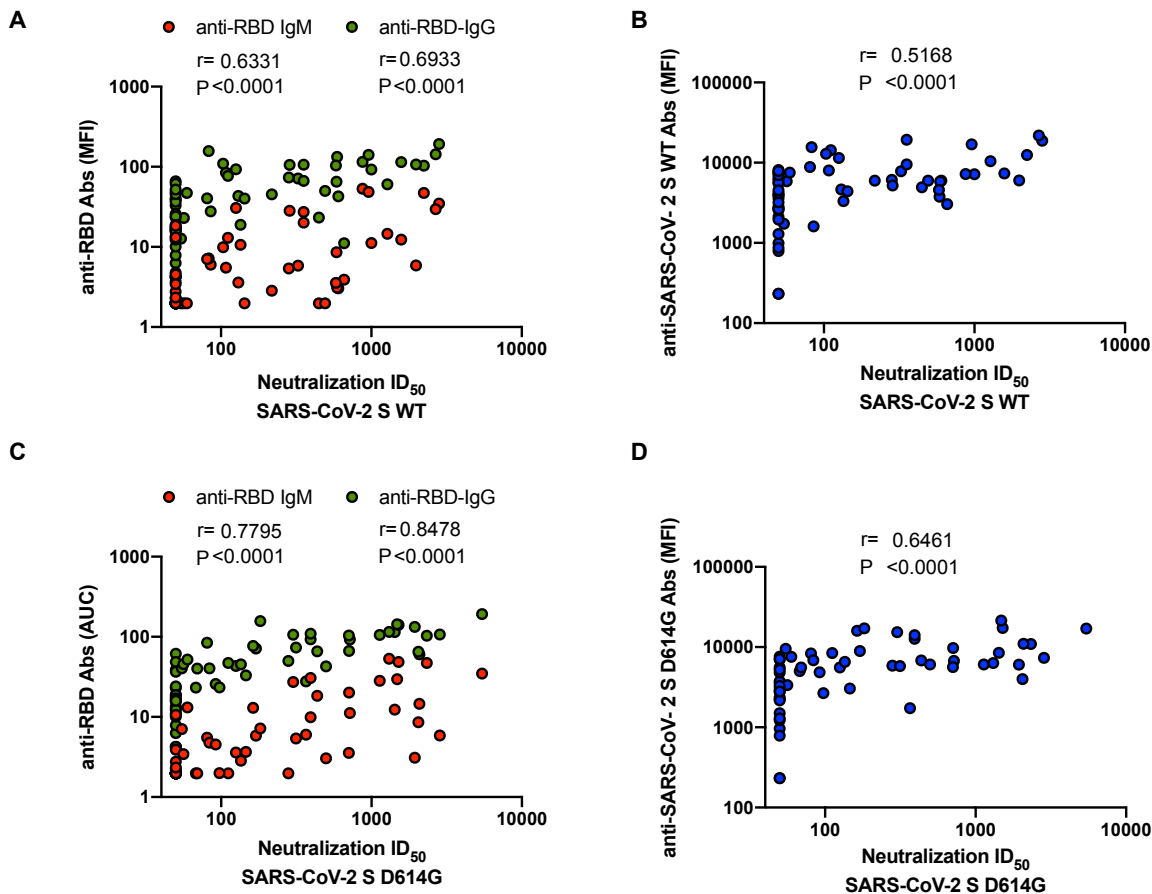 A
anti-RBD IgM anti-RBD-IgG
r= 0.6331 r= 0.6933
P <0.0001 P <0.0001
anti-RBD Abs (MFI)
1000
100
10
1
100 1000 10000
Neutralization ID50
SARS-CoV-2 S WT
B
r= 0.5168
P <0.0001
anti-SARS-CoV- 2 S WT Abs (MFI)
100000
10000
1000
100
100 1000 10000
Neutralization ID50
SARS-CoV-2 S WT
C
anti-RBD IgM anti-RBD-IgG
r= 0.7795 r= 0.8478
P <0.0001 P <0.0001
anti-RBD Abs (AUC)
1000
100
10
1
100 1000 10000
Neutralization ID50
SARS-CoV-2 S D614G
D
r= 0.6461
P <0.0001
anti-SARS-CoV- 2 S D614G Abs (MFI)
100000
10000
1000
100
100 1000 10000
Neutralization ID50
SARS-CoV-2 S D614G